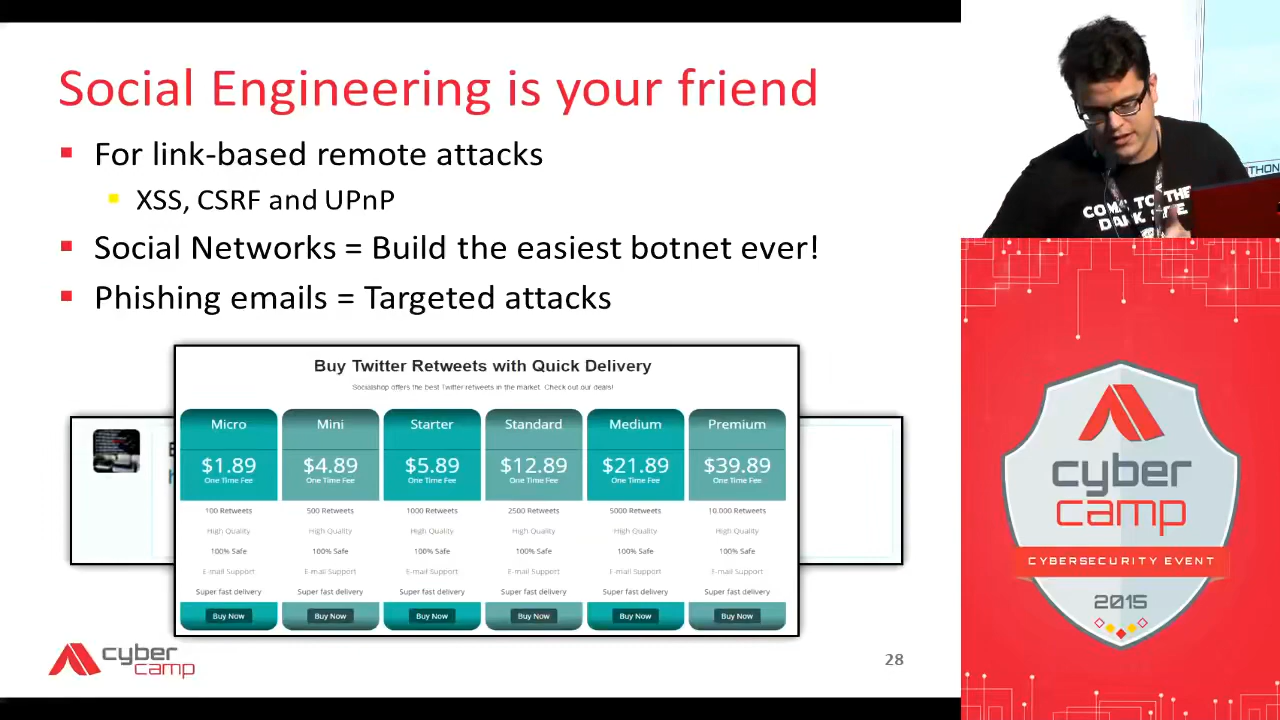 Social Engineering is your friend
For link-based remote attacks
XSS, CSRF and UPnP
Social Networks = Build the easiest botnet ever!
Phishing emails = Targeted attacks
Buy Twitter Retweets with Quick Delivery
Socialshop offers the best Twitter retweets in the market. Check out our deals!
Micro Mini Starter Standard Medium Premium
$1.89 $4.89 $5.89 $12.89 $21.89 $39.89
One Time Fee One Time Fee One Time Fee One Time Fee One Time Fee One Time Fee
100 Retweets 500 Retweets 1000 Retweets 2500 Retweets 5000 Retweets 10.000 Retweets
High Quality High Quality High Quality High Quality High Quality High Quality
100% Safe 100% Safe 100% Safe 100% Safe 100% Safe 100% Safe
E-mail Support E-mail Support E-mail Support E-mail Support E-mail Support E-mail Support
Super fast delivery Super fast delivery Super fast delivery Super fast delivery Super fast delivery Super fast delivery
Buy Now Buy Now Buy Now Buy Now Buy Now Buy Now
cyber
camp
28
COME TO THE
DARK SIDE
cyber
camp
CYBERSECURITY EVENT
2015